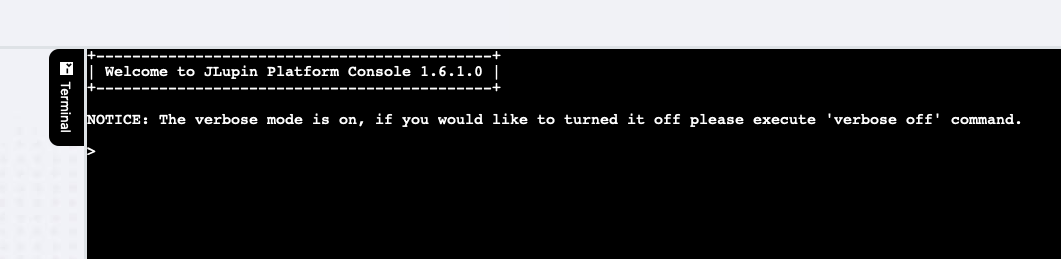 Terminal
+--------------------------------------------+
| Welcome to JLupin Platform Console 1.6.1.0 |
+--------------------------------------------+
NOTICE: The verbose mode is on, if you would like to turned it off please execute 'verbose off' command.
>